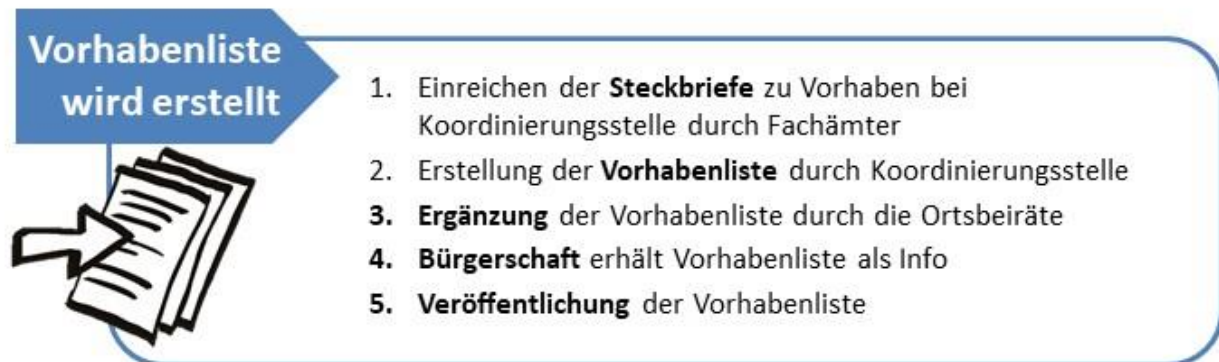 Vorhabenliste
wird erstellt
1. Einreichen der Steckbriefe zu Vorhaben bei
Koordinierungsstelle durch Fachämter
2. Erstellung der Vorhabenliste durch Koordinierungsstelle
3. Ergänzung der Vorhabenliste durch die Ortsbeiräte
4. Bürgerschaft erhält Vorhabenliste als Info
5. Veröffentlichung der Vorhabenliste